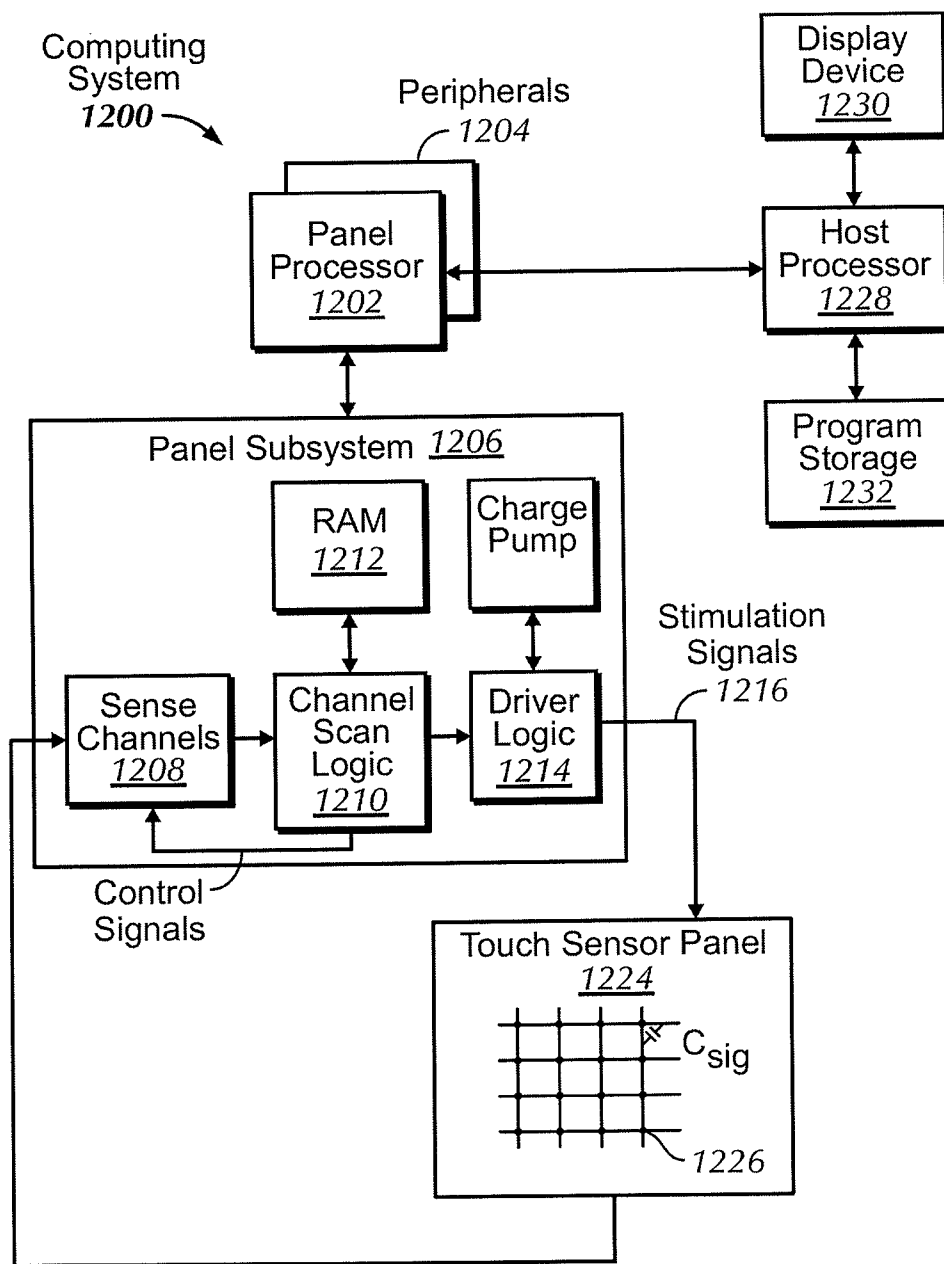 Computing
System
1200
Peripherals
1204
Display
Device
1230
Panel
Processor
1202
Host
Processor
1228
Program
Storage
1232
Panel Subsystem 1206
RAM
1212
Charge
Pump
Stimulation
Signals
1216
Sense
Channels
1208
Channel
Scan
Logic
1210
Driver
Logic
1214
Control
Signals
Touch Sensor Panel
1224
Csig
1226